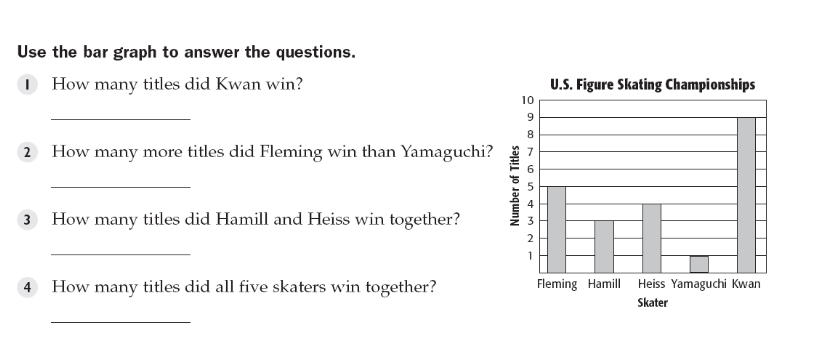 Use the bar graph to answer the questions.
1 How many titles did Kwan win?
2 How many more titles did Fleming win than Yamaguchi?
3 How many titles did Hamill and Heiss win together?
4 How many titles did all five skaters win together?
U.S. Figure Skating Championships
Number of Titles
10
9
8
7
6
5
4
3
2
1
Fleming Hamill Heiss Yamaguchi Kwan
Skater